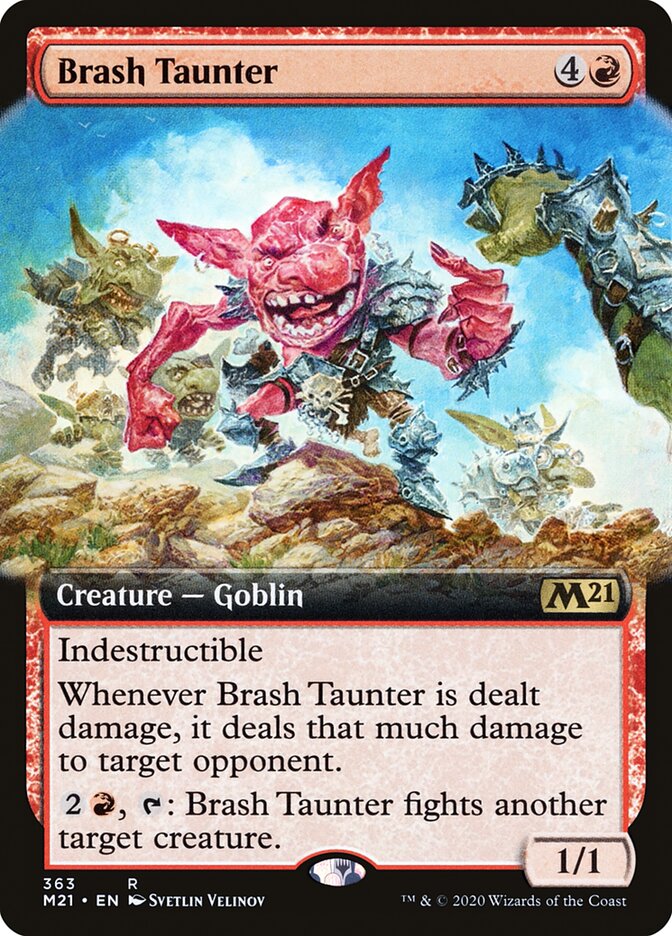 Brash Taunter 4
Creature — Goblin M21
Indestructible
Whenever Brash Taunter is dealt
damage, it deals that much damage
to target opponent.
2 , : Brash Taunter fights another
target creature.
1/1
363 R
M21 • EN Svetlin Velinov ™ & © 2020 Wizards of the Coast